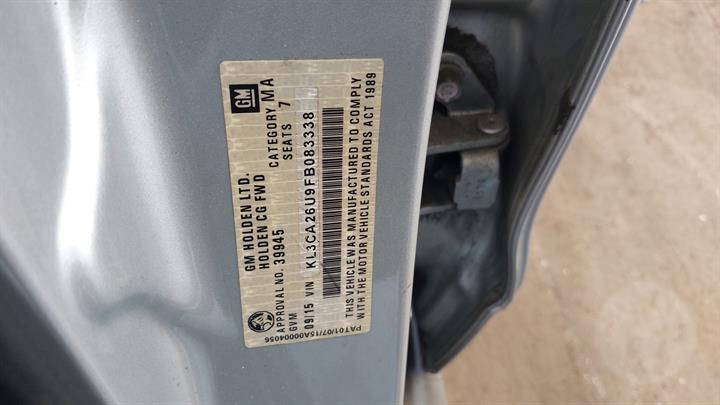 GM
GM HOLDEN LTD.
HOLDEN CG FWD
APPROVAL NO. 39945 CATEGORY MA
GVM SEATS 7
09/15 VIN KL3CA26U9FB083338
THIS VEHICLE WAS MANUFACTURED TO COMPLY
WITH THE MOTOR VEHICLE STANDARDS ACT 1989
PAT01/07/15A00004056